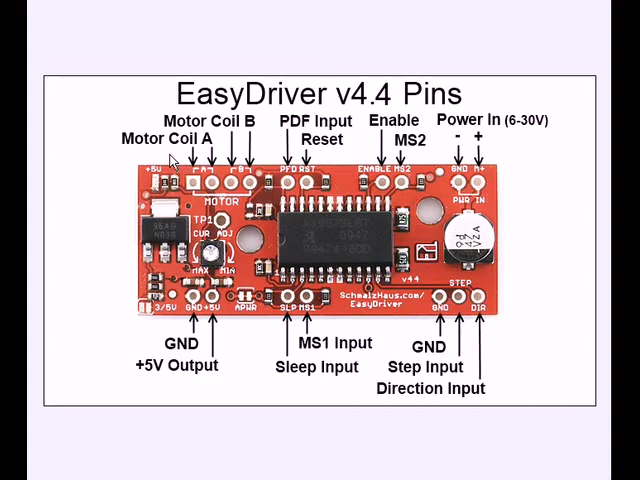 EasyDriver v4.4 Pins
Motor Coil B
PDF Input
Enable
Power In (6-30V)
Motor Coil A
Reset
MS2
- +
+5V
A
B
PFD RST
ENABLE MS2
GND M+
MOTOR
PWR IN
TP1
CUR ADJ
MAX MIN
v44
STEP
SchmalzHaus.com/
EasyDriver
3/5V
GND +5V
APWR
SLP MS1
GND
DIR
GND
MS1 Input
GND
+5V Output
Sleep Input
Step Input
Direction Input